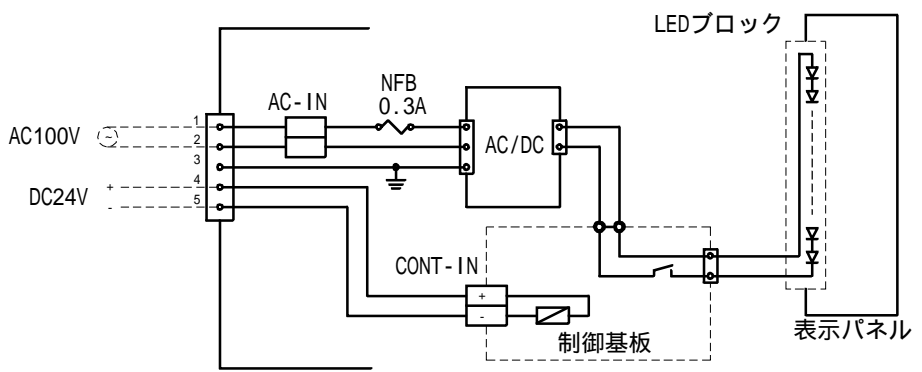 LEDブロック
NFB
0.3A
AC-IN
AC100V
~
1
2
3
4
5
AC/DC
DC24V
+
-
CONT-IN
+
-
制御基板
表示パネル